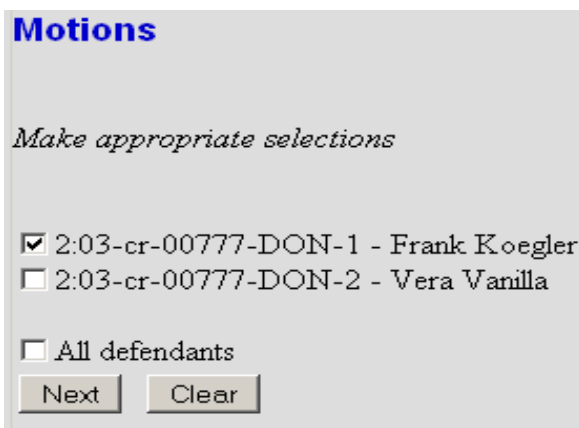 Motions
Make appropriate selections
2:03-cr-00777-DON-1 - Frank Koegler
2:03-cr-00777-DON-2 - Vera Vanilla
All defendants
Next Clear